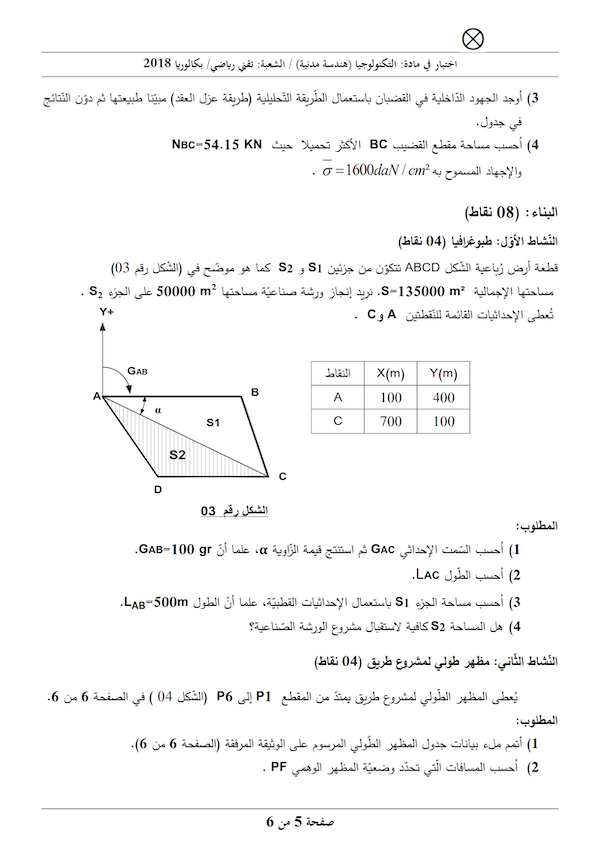 اختبار في مادة: التكنولوجيا (هندسة مدنية) / الشعبة: تقني رياضي/ بكالوريا 2018
3) أوجد الجهود الدّاخلية في القضبان باستعمال الطّريقة التّحليلية (طريقة عزل العقد) مبيّنا طبيعتها ثم دوّن النّتائج
في جدول.
4) أحسب مساحة مقطع القضيب BC الأكثر تحميلا حيث NBC=54.15 KN
والإجهاد المسموح به σ̅ =1600daN / cm² .
البناء: (08 نقاط)
النّشاط الأوّل: طبوغرافيا (04 نقاط)
قطعة أرض رُباعية الشّكل ABCD تتكوّن من جزئين S1 و S2 كما هو موضّح في (الشّكل رقم 03)
مساحتها الإجمالية S=135000 m². نريد إنجاز ورشة صناعيّة مساحتها 50000 m² على الجزء S2 .
تُعطى الإحداثيات القائمة للنّقطتين A و C .
Y+
GAB
A
B
α
S1
S2
C
D
الشكل رقم 03
النقاط X(m) Y(m)
A 100 400
C 700 100
المطلوب:
1) أحسب السّمت الإحداثي GAC ثم استنتج قيمة الزّاوية α، علما أنّ GAB=100 gr.
2) أحسب الطّول LAC.
3) أحسب مساحة الجزء S1 باستعمال الإحداثيات القطبيّة، علما أنّ الطول LAB=500m.
4) هل المساحة S2 كافية لاستقبال مشروع الورشة الصّناعية؟
النّشاط الثّاني: مظهر طولي لمشروع طريق (04 نقاط)
يُعطى المظهر الطّولي لمشروع طريق يمتدّ من المقطع P1 إلى P6 (الشّكل 04 ) في الصفحة 6 من 6.
المطلوب:
1) أتمم ملء بيانات جدول المظهر الطّولي المرسوم على الوثيقة المرفقة (الصفحة 6 من 6).
2) أحسب المسافات الّتي تحدّد وضعيّة المظهر الوهمي PF .
صفحة 5 من 6